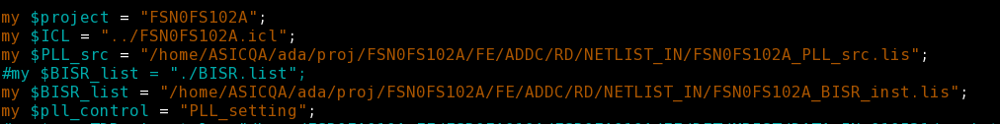 my $project = "FSN0FS102A";
my $ICL = "../FSN0FS102A.icl";
my $PLL_src = "/home/ASICQA/ada/proj/FSN0FS102A/FE/ADDC/RD/NETLIST_IN/FSN0FS102A_PLL_src.lis";
#my $BISR_list = "./BISR.list";
my $BISR_list = "/home/ASICQA/ada/proj/FSN0FS102A/FE/ADDC/RD/NETLIST_IN/FSN0FS102A_BISR_inst.lis";
my $pll_control = "PLL_setting";